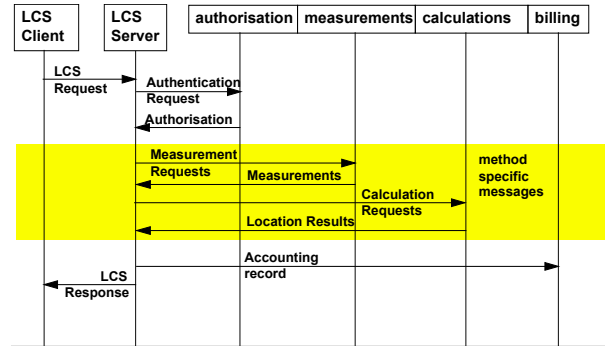 LCS Client
LCS Server
authorisation
measurements
calculations
billing
LCS
Request
Authentication
Request
Authorisation
Measurement
Requests
Measurements
method
specific
messages
Calculation
Requests
Location Results
Accounting
record
LCS
Response